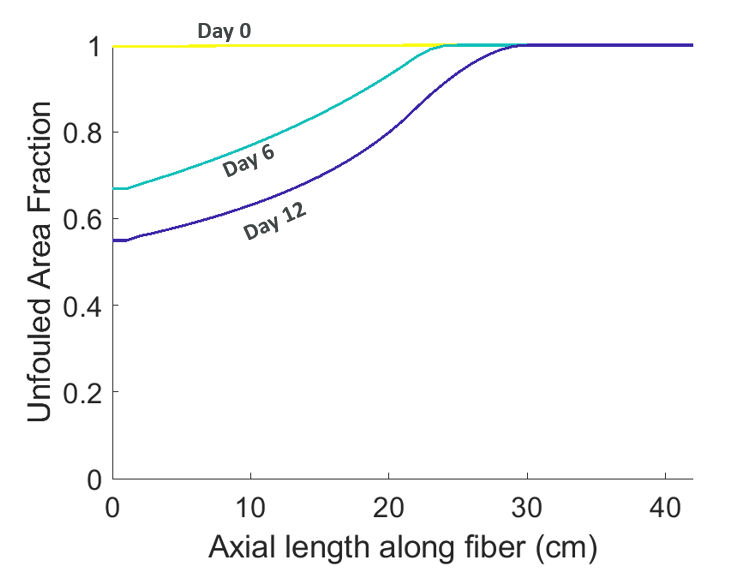 Day 0
1
0.8
Day 6
0.6
Day 12
0.4
0.2
0
0 10 20 30 40
Axial length along fiber (cm)
Unfouled Area Fraction